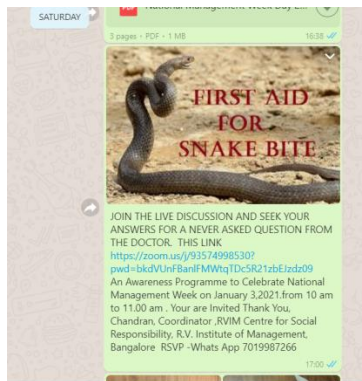 SATURDAY
PDF
3 pages • PDF • 1 MB
16:38
FIRST AID
FOR
SNAKE BITE
JOIN THE LIVE DISCUSSION AND SEEK YOUR
ANSWERS FOR A NEVER ASKED QUESTION FROM
THE DOCTOR. THIS LINK
https://zoom.us/j/93574998530?
pwd=bkdVUnFBanlFMWtqTDc5R21zbEJzdz09
An Awareness Programme to Celebrate National
Management Week on January 3,2021.from 10 am
to 11.00 am . Your are Invited Thank You,
Chandran, Coordinator ,RVIM Centre for Social
Responsibility, R.V. Institute of Management,
Bangalore RSVP -Whats App 7019987266
17:00